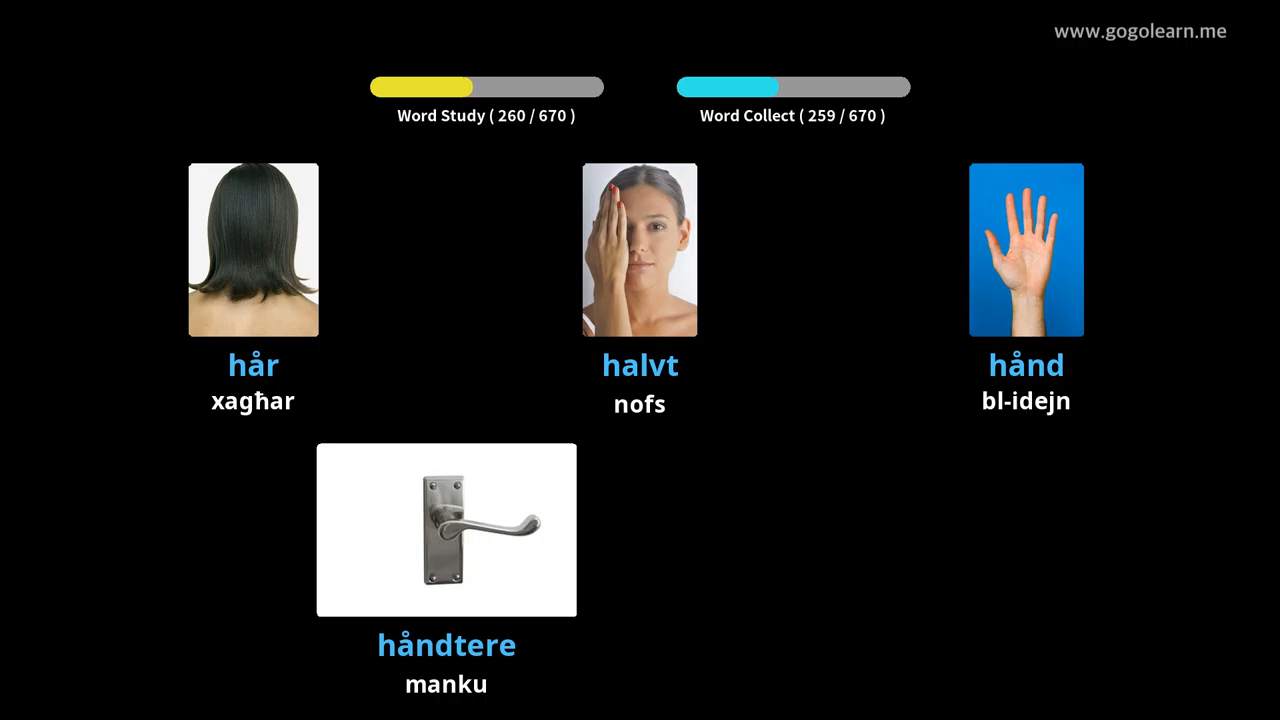 www.gogolearn.me
Word Study ( 260 / 670 )
Word Collect ( 259 / 670 )
hår
xagħar
halvt
nofs
hånd
bl-idejn
håndtere
manku